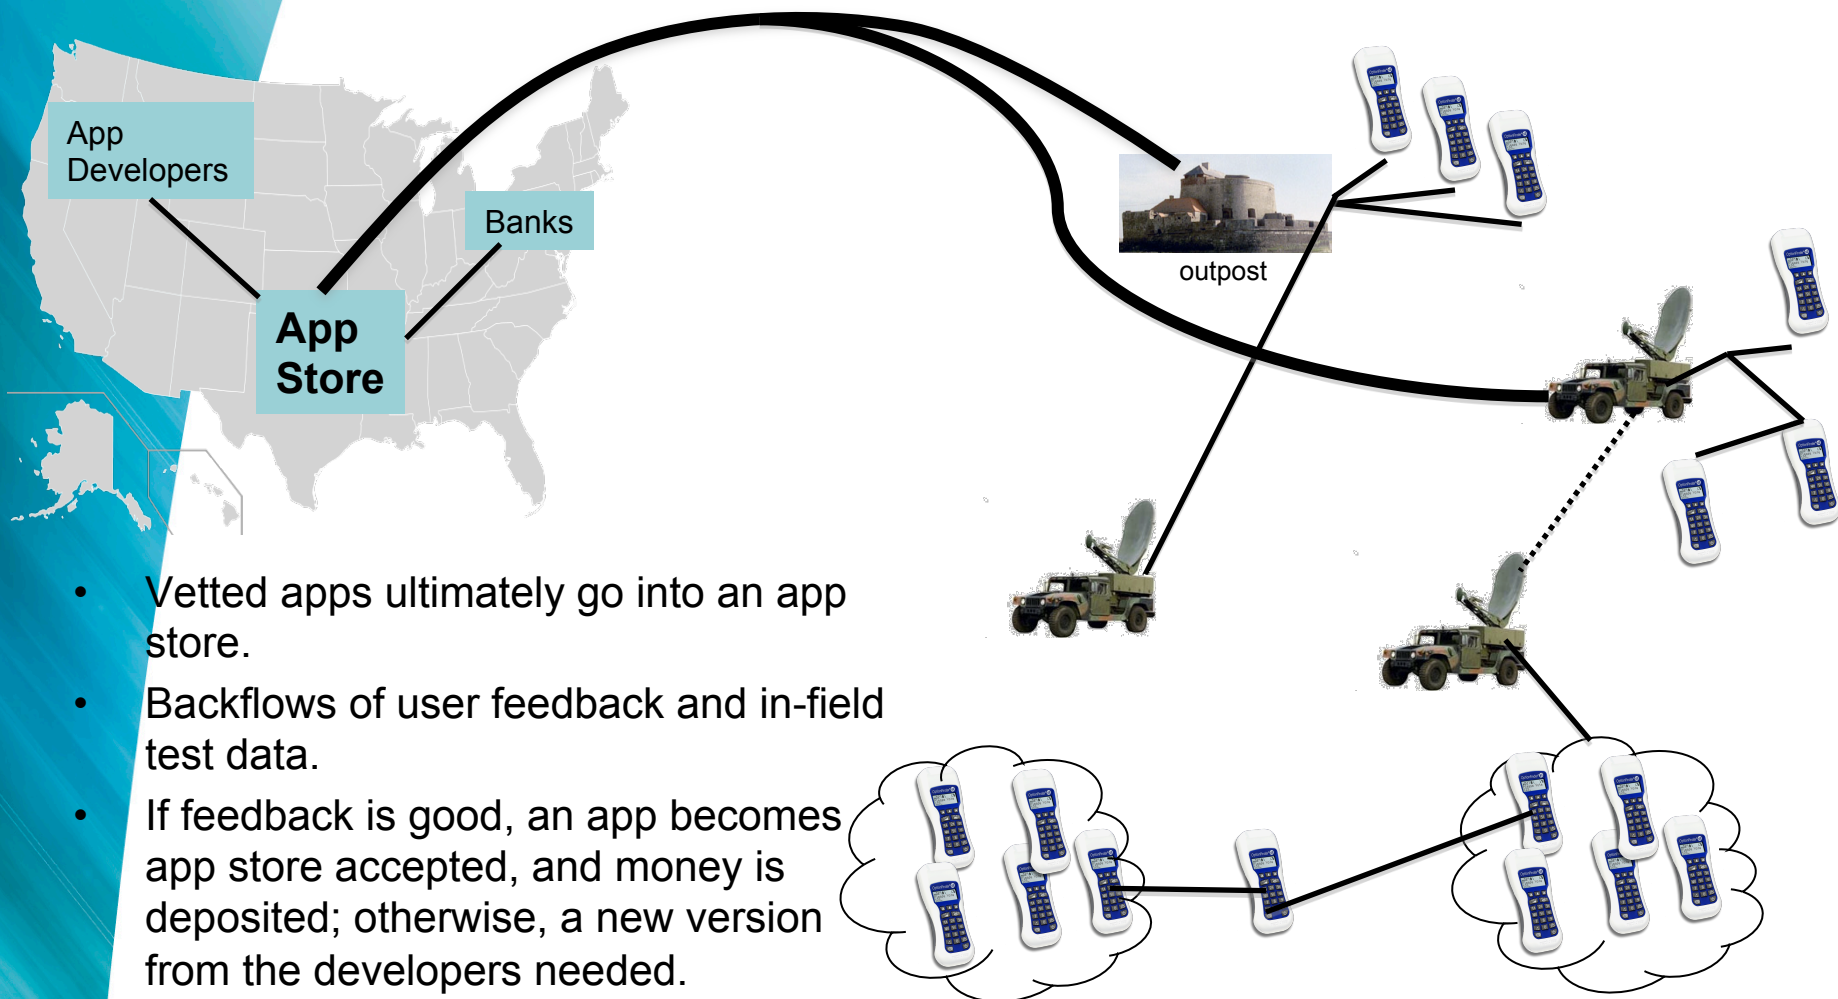 App
Developers
Banks
App
Store
outpost
• Vetted apps ultimately go into an app
store.
• Backflows of user feedback and in-field
test data.
• If feedback is good, an app becomes
app store accepted, and money is
deposited; otherwise, a new version
from the developers needed.